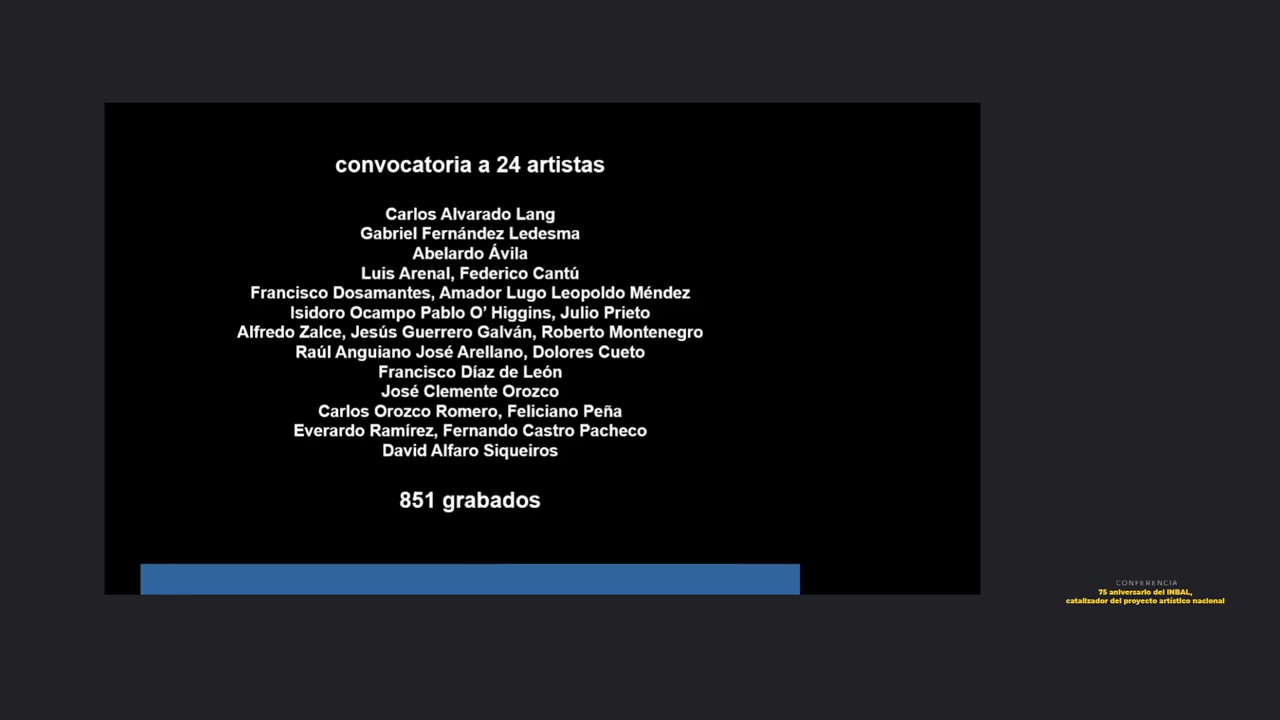 convocatoria a 24 artistas
Carlos Alvarado Lang
Gabriel Fernández Ledesma
Abelardo Ávila
Luis Arenal, Federico Cantú
Francisco Dosamantes, Amador Lugo Leopoldo Méndez
Isidoro Ocampo Pablo O’ Higgins, Julio Prieto
Alfredo Zalce, Jesús Guerrero Galván, Roberto Montenegro
Raúl Anguiano José Arellano, Dolores Cueto
Francisco Díaz de León
José Clemente Orozco
Carlos Orozco Romero, Feliciano Peña
Everardo Ramírez, Fernando Castro Pacheco
David Alfaro Siqueiros
851 grabados
CONFERENCIA
75 aniversario del INBAL,
catalizador del proyecto artístico nacional